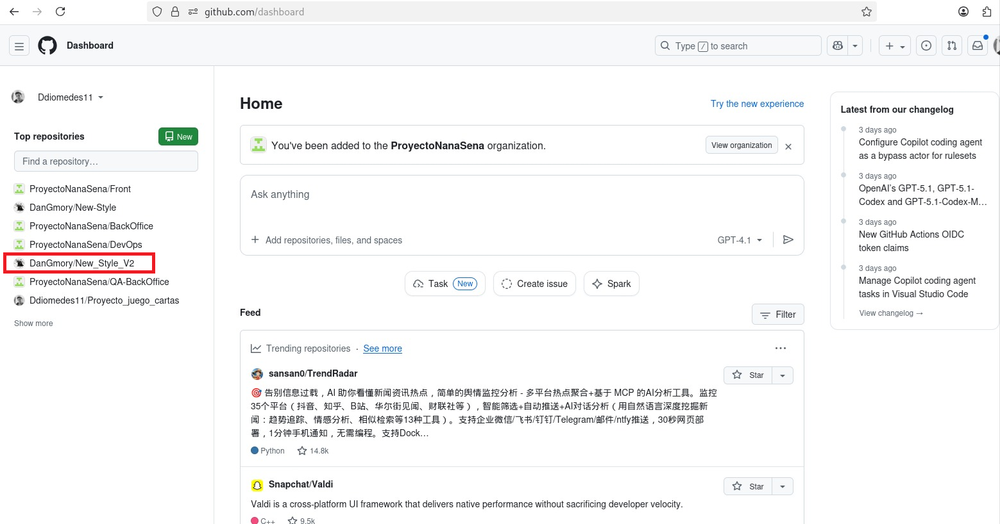 github.com/dashboard
Dashboard
Type / to search
Ddiomedes11
Top repositories
New
Find a repository…
ProyectoNanaSena/Front
DanGmory/New-Style
ProyectoNanaSena/BackOffice
ProyectoNanaSena/DevOps
DanGmory/New_Style_V2
ProyectoNanaSena/QA-BackOffice
Ddiomedes11/Proyecto_juego_cartas
Show more
Home
Try the new experience
You've been added to the ProyectoNanaSena organization.
View organization
Ask anything
Add repositories, files, and spaces
GPT-4.1
Task New
Create issue
Spark
Feed
Filter
Trending repositories · See more
sansan0/TrendRadar
Star
🎯 告别信息过载，AI 助你看懂新闻资讯热点，简单的舆情监控分析 - 多平台热点聚合+基于 MCP 的AI分析工具。监控
35个平台（抖音、知乎、B站、华尔街见闻、财联社等），智能筛选+自动推送+AI对话分析（用自然语言深度挖掘新
闻：趋势追踪、情感分析、相似检索等13种工具）。支持企业微信/飞书/钉钉/Telegram/邮件/ntfy推送，30秒网页部
署，1分钟手机通知，无需编程。支持Dock…
Python
14.8k
Snapchat/Valdi
Star
Valdi is a cross-platform UI framework that delivers native performance without sacrificing developer velocity.
C++
9.5k
Latest from our changelog
3 days ago
Configure Copilot coding agent
as a bypass actor for rulesets
3 days ago
OpenAI's GPT-5.1, GPT-5.1-
Codex and GPT-5.1-Codex-M…
3 days ago
New GitHub Actions OIDC
token claims
3 days ago
Manage Copilot coding agent
tasks in Visual Studio Code
View changelog →